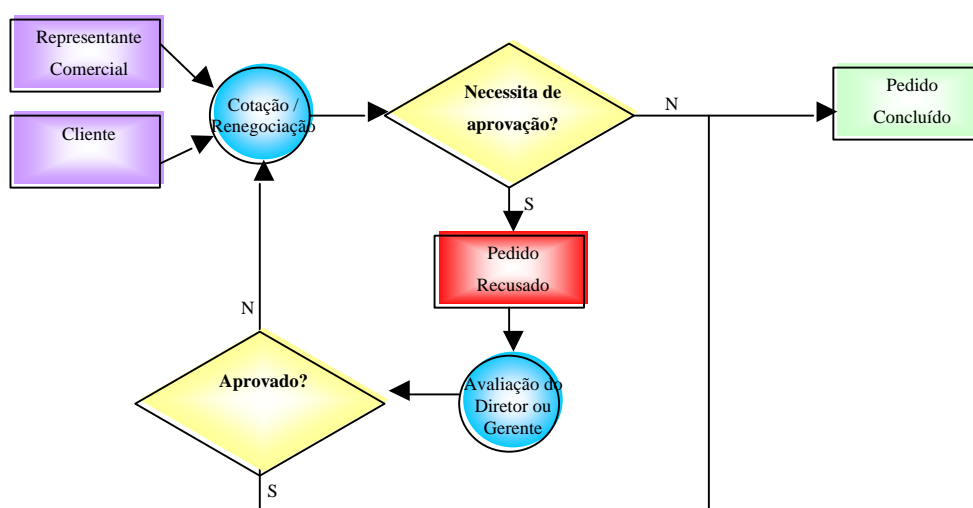 Representante
Comercial
Cliente
Cotação /
Renegociação
Necessita de
aprovação?
N
Pedido
Concluído
S
Pedido
Recusado
N
Aprovado?
Avaliação do
Diretor ou
Gerente
S